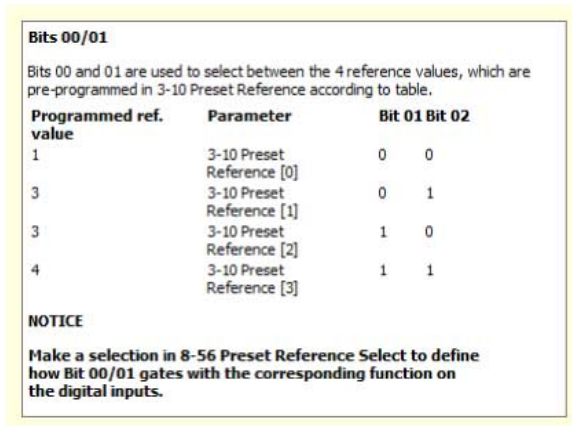 Bits 00/01
Bits 00 and 01 are used to select between the 4 reference values, which are
pre-programmed in 3-10 Preset Reference according to table.
Programmed ref. Parameter Bit 01 Bit 02
value
1 3-10 Preset 0 0
Reference [0]
3 3-10 Preset 0 1
Reference [1]
3 3-10 Preset 1 0
Reference [2]
4 3-10 Preset 1 1
Reference [3]
NOTICE
Make a selection in 8-56 Preset Reference Select to define
how Bit 00/01 gates with the corresponding function on
the digital inputs.